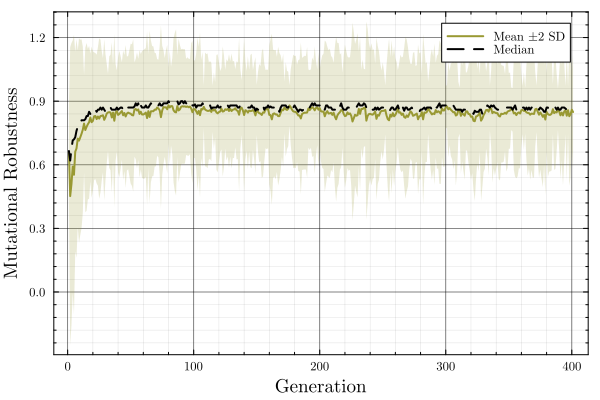 Mean ±2 SD
Median
1.2
0.9
0.6
0.3
0.0
Mutational Robustness
0 100 200 300 400
Generation